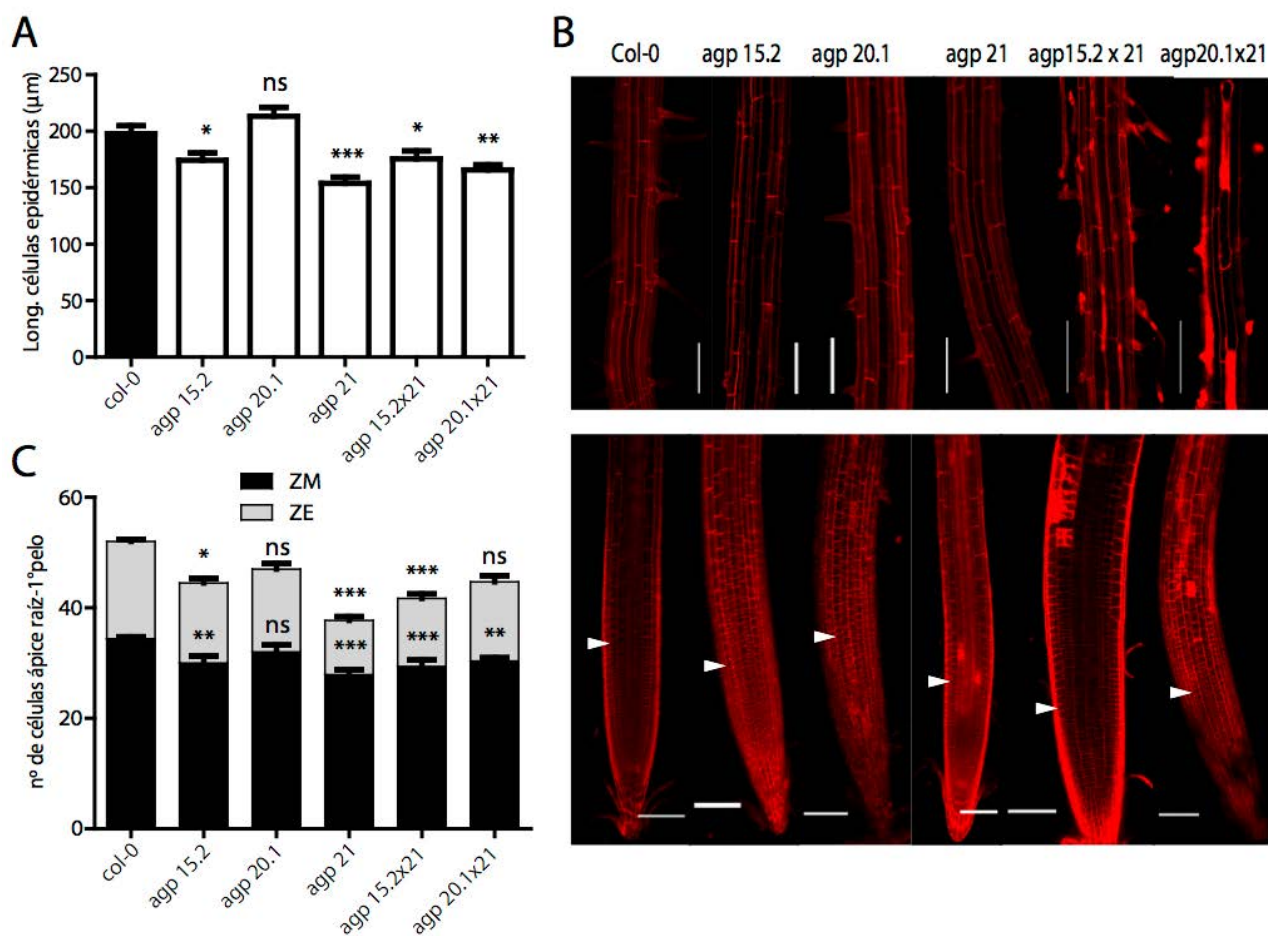 A
Long. células epidérmicas (µm)
250
200
150
100
50
0
*
ns
***
*
**
col-0
agp 15.2
agp 20.1
agp 21
agp 15.2x21
agp 20.1x21
B
Col-0
agp 15.2
agp 20.1
agp 21
agp15.2 x 21
agp20.1x21
C
ZM
ZE
nº de células ápice raíz-1°pelo
60
40
20
0
*
ns
***
***
ns
**
ns
***
***
**
col-0
agp 15.2
agp 20.1
agp 21
agp 15.2x21
agp 20.1x21